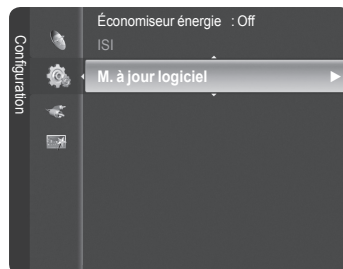 Configuration
Économiseur énergie : Off
ISI
M. à jour logiciel